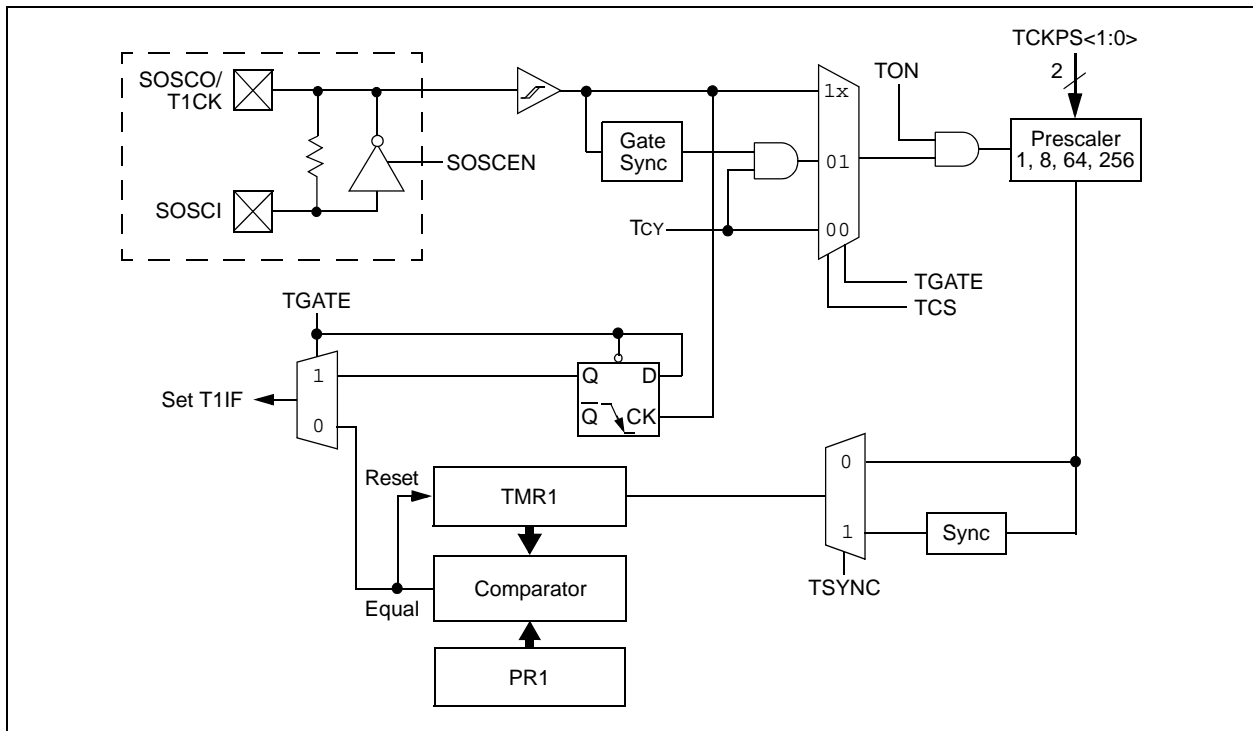 TCKPS<1:0>
2
SOSCO/
T1CK
TON
1x
Gate
Sync
Prescaler
1, 8, 64, 256
SOSCEN
01
SOSCI
TCY
00
TGATE
TCS
TGATE
1
Q
D
Set T1IF
Q
CK
0
Reset
TMR1
0
1
Sync
Equal
Comparator
TSYNC
PR1